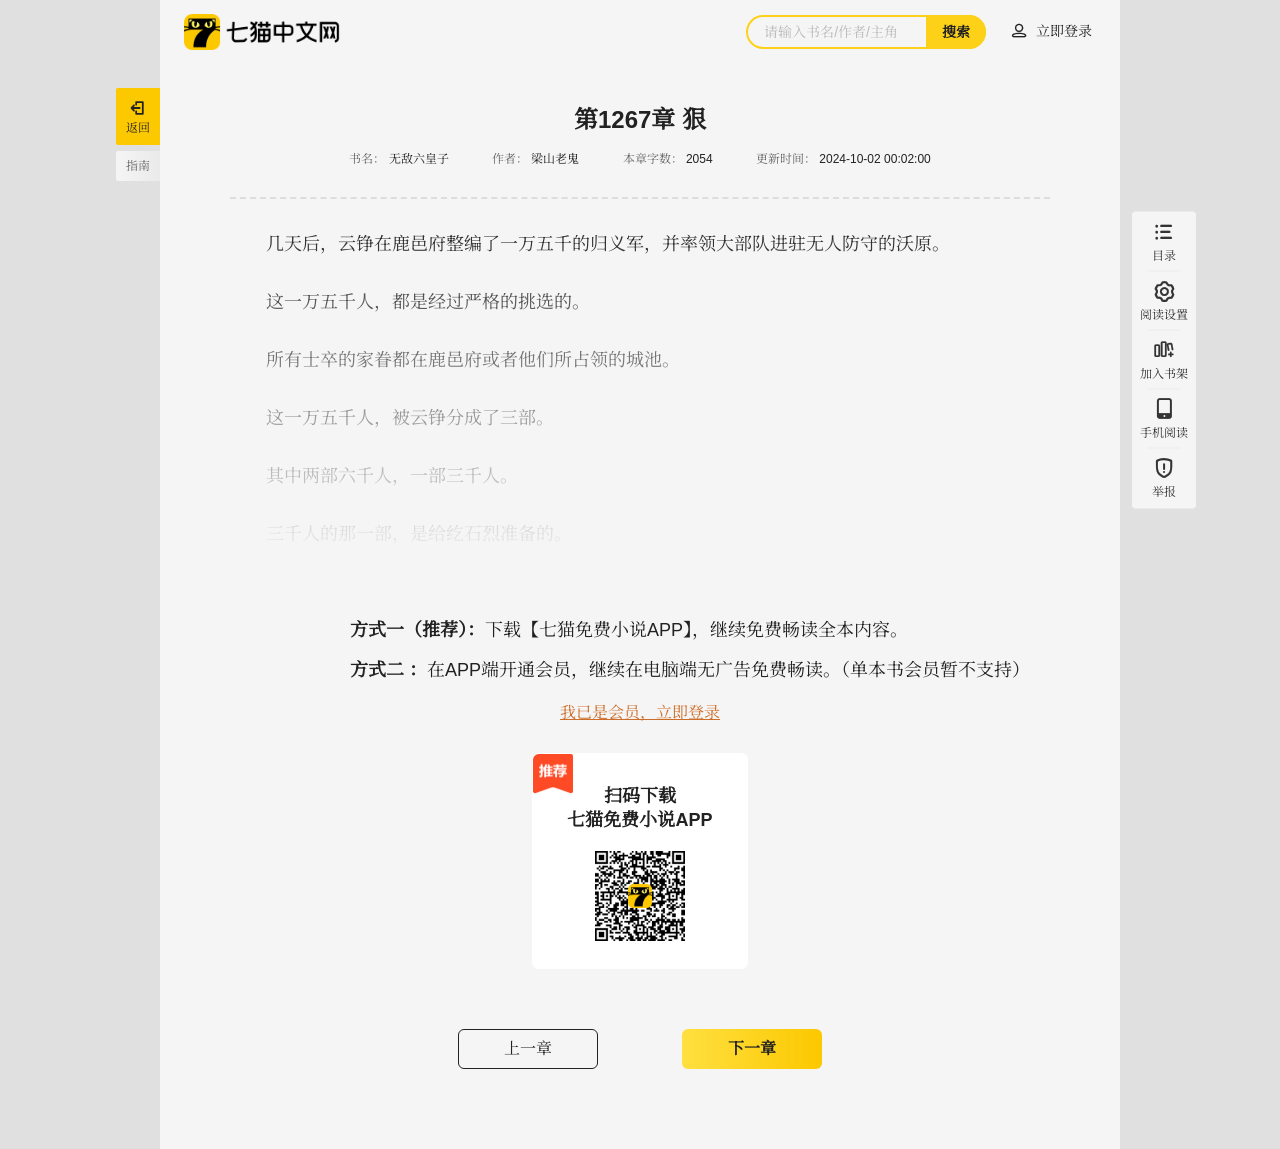 七猫中文网
请输入书名/作者/主角
搜索
立即登录
返回
指南
第1267章 狠
书名： 无敌六皇子 作者： 梁山老鬼 本章字数： 2054 更新时间： 2024-10-02 00:02:00
几天后，云铮在鹿邑府整编了一万五千的归义军，并率领大部队进驻无人防守的沃原。
这一万五千人，都是经过严格的挑选的。
所有士卒的家眷都在鹿邑府或者他们所占领的城池。
这一万五千人，被云铮分成了三部。
其中两部六千人，一部三千人。
三千人的那一部，是给纥石烈准备的。
目录
阅读设置
加入书架
手机阅读
举报
方式一（推荐）：下载【七猫免费小说APP】，继续免费畅读全本内容。
方式二 ：在APP端开通会员，继续在电脑端无广告免费畅读。（单本书会员暂不支持）
我已是会员，立即登录
推荐
扫码下载
七猫免费小说APP
上一章
下一章